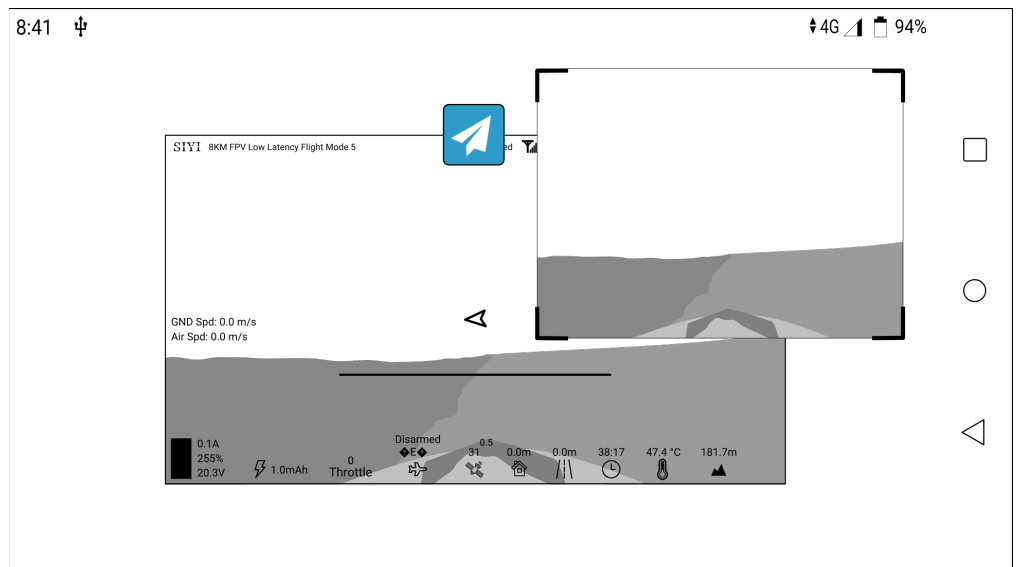 8:41
4G 94%
SIYI 8KM FPV Low Latency Flight Mode 5
GND Spd: 0.0 m/s
Air Spd: 0.0 m/s
0.1A
255%
20.3V
1.0mAh
0
Throttle
Disarmed
E
0.5
31
0.0m
0.0m
38:17
47.4 °C
181.7m